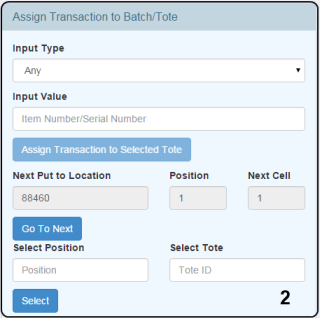 Assign Transaction to Batch/Tote
Input Type
Any
Input Value
Item Number/Serial Number
Assign Transaction to Selected Tote
Next Put to Location Position Next Cell
88460 1 1
Go To Next
Select Position Select Tote
Position Tote ID
Select 2